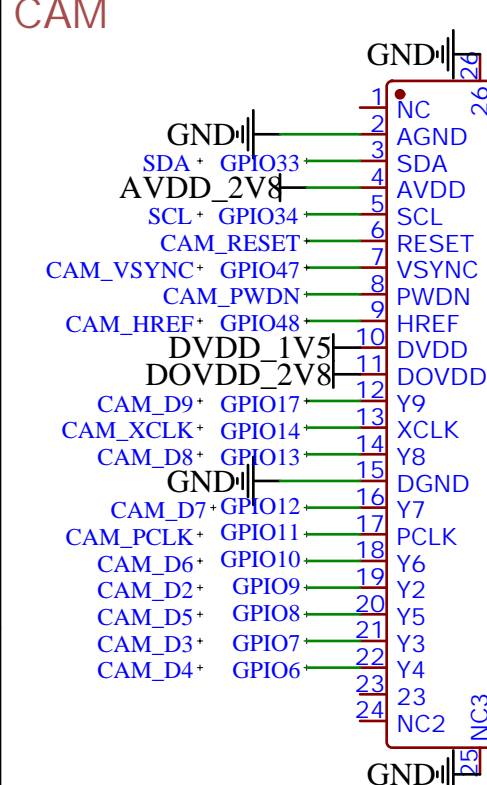 CAM
GND 26 26
1 NC
GND 2 AGND
SDA GPIO33 3 SDA
AVDD_2V8 4 AVDD
SCL GPIO34 5 SCL
CAM_RESET 6 RESET
CAM_VSYNC GPIO47 7 VSYNC
CAM_PWDN 8 PWDN
CAM_HREF GPIO48 9 HREF
DVDD_1V5 10 DVDD
DOVDD_2V8 11 DOVDD
CAM_D9 GPIO17 12 Y9
CAM_XCLK GPIO14 13 XCLK
CAM_D8 GPIO13 14 Y8
GND 15 DGND
CAM_D7 GPIO12 16 Y7
CAM_PCLK GPIO11 17 PCLK
CAM_D6 GPIO10 18 Y6
CAM_D2 GPIO9 19 Y2
CAM_D5 GPIO8 20 Y5
CAM_D3 GPIO7 21 Y3
CAM_D4 GPIO6 22 Y4
23 23
24 NC2
NC3
GND 25